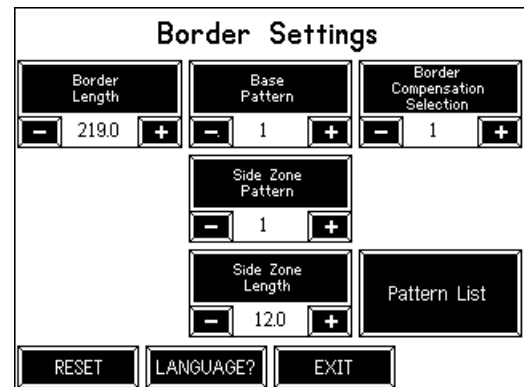 Border Settings
Border
Length
Base
Pattern
Border
Compensation
Selection
- 219.0 +
- 1 +
- 1 +
Side Zone
Pattern
- 1 +
Side Zone
Length
- 12.0 +
Pattern List
RESET
LANGUAGE?
EXIT